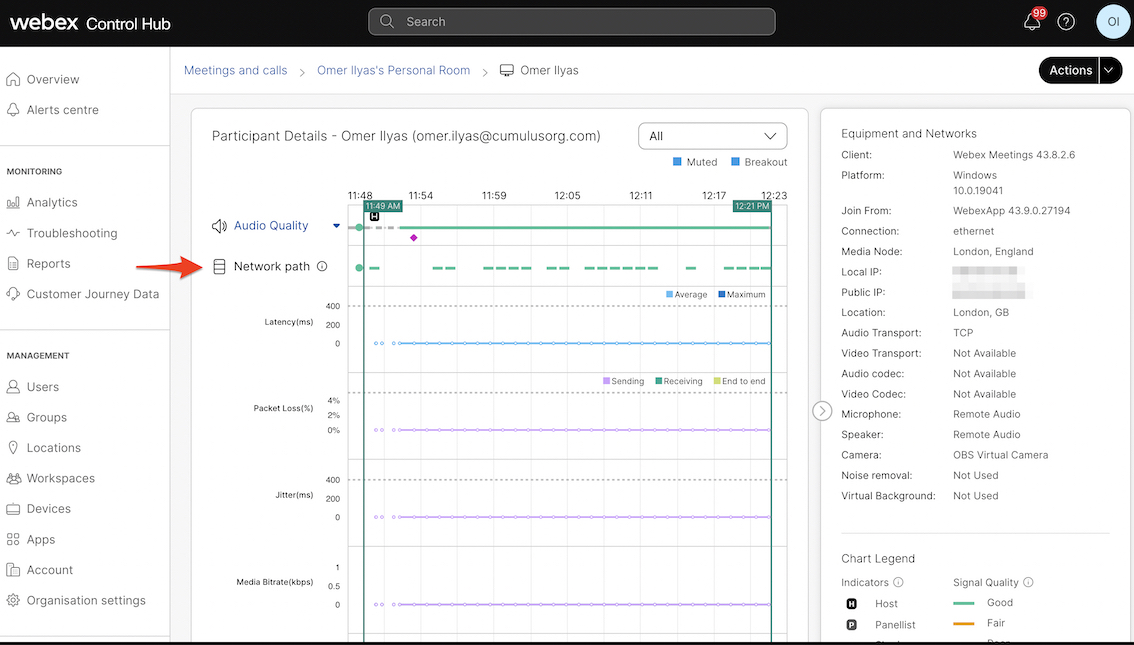 webex Control Hub
Search
99
OI
Overview
Alerts centre
MONITORING
Analytics
Troubleshooting
Reports
Customer Journey Data
MANAGEMENT
Users
Groups
Locations
Workspaces
Devices
Apps
Account
Organisation settings
Meetings and calls
Omer Ilyas's Personal Room
Omer Ilyas
Actions
Participant Details - Omer Ilyas (omer.ilyas@cumulusorg.com)
All
Muted
Breakout
11:48 11:54 11:59 12:05 12:11 12:17 12:23
11:49 AM
12:21 PM
H
Audio Quality
Network path
Average Maximum
Latency(ms)
400
200
0
Sending Receiving End to end
Packet Loss(%)
4%
2%
0%
Jitter(ms)
400
200
0
Media Bitrate(kbps)
1
0.5
0
Equipment and Networks
Client: Webex Meetings 43.8.2.6
Platform: Windows
10.0.19041
Join From: WebexApp 43.9.0.27194
Connection: ethernet
Media Node: London, England
Local IP:
Public IP:
Location: London, GB
Audio Transport: TCP
Video Transport: Not Available
Audio codec: Not Available
Video Codec: Not Available
Microphone: Remote Audio
Speaker: Remote Audio
Camera: OBS Virtual Camera
Noise removal: Not Used
Virtual Background: Not Used
Chart Legend
Indicators Signal Quality
H Host Good
P Panellist Fair